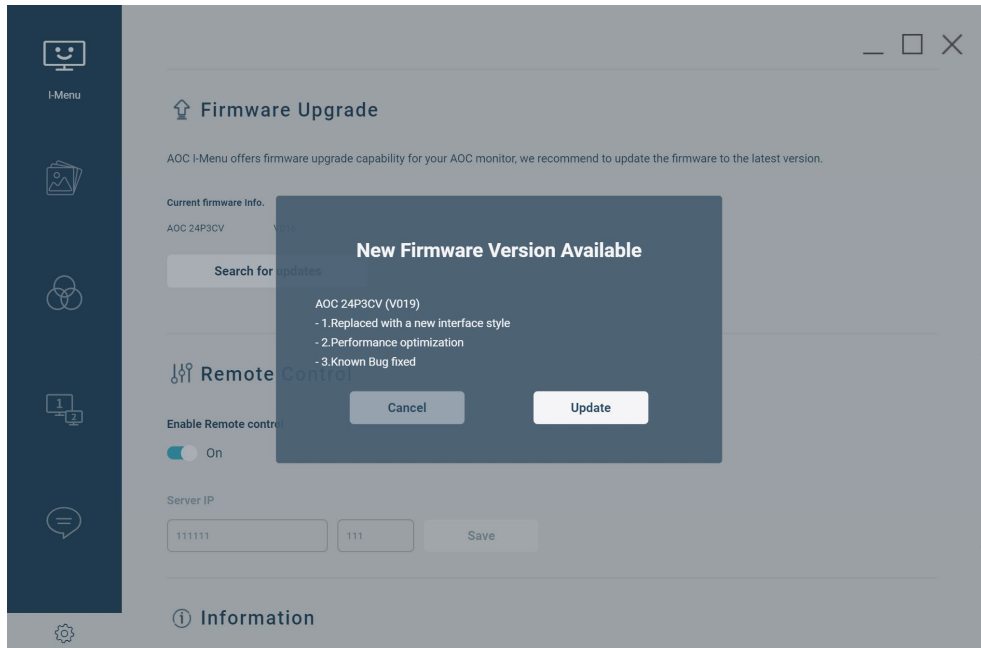 I-Menu
Firmware Upgrade
AOC I-Menu offers firmware upgrade capability for your AOC monitor, we recommend to update the firmware to the latest version.
Current firmware Info.
AOC 24P3CV
Search for updates
New Firmware Version Available
AOC 24P3CV (V019)
- 1.Replaced with a new interface style
- 2.Performance optimization
- 3.Known Bug fixed
Cancel Update
Remote Control
Enable Remote control
On
Server IP
111111 111 Save
1
2
Information